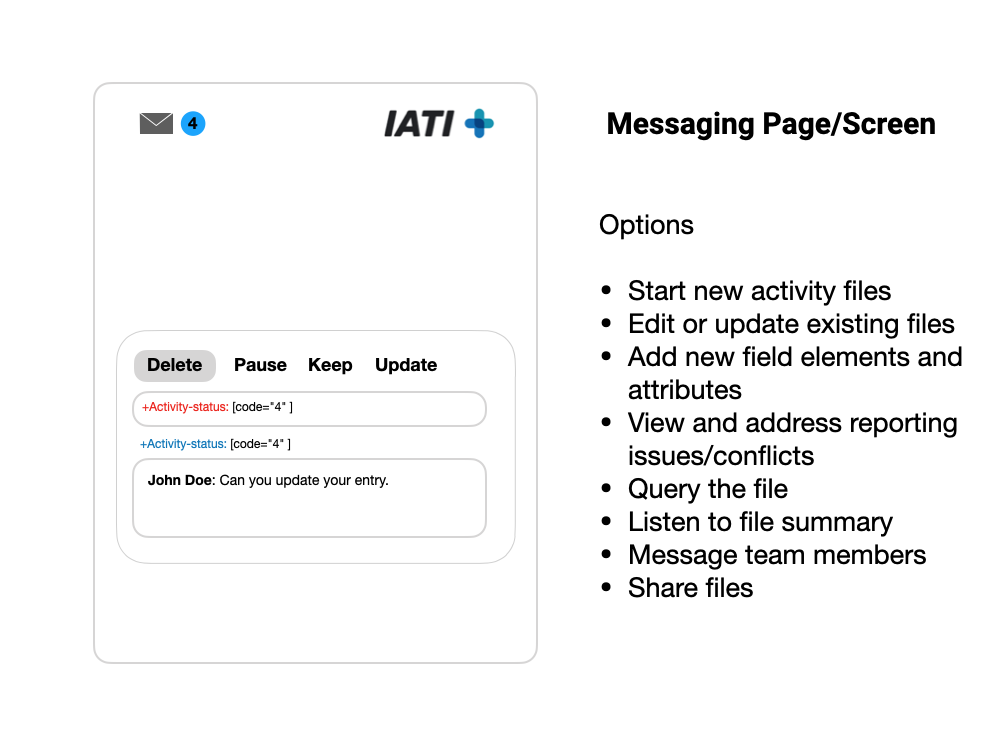 4
IATI
Messaging Page/Screen
Options
• Start new activity files
• Edit or update existing files
• Add new field elements and
attributes
• View and address reporting
issues/conflicts
• Query the file
• Listen to file summary
• Message team members
• Share files
Delete Pause Keep Update
+Activity-status: [code="4" ]
+Activity-status: [code="4" ]
John Doe: Can you update your entry.